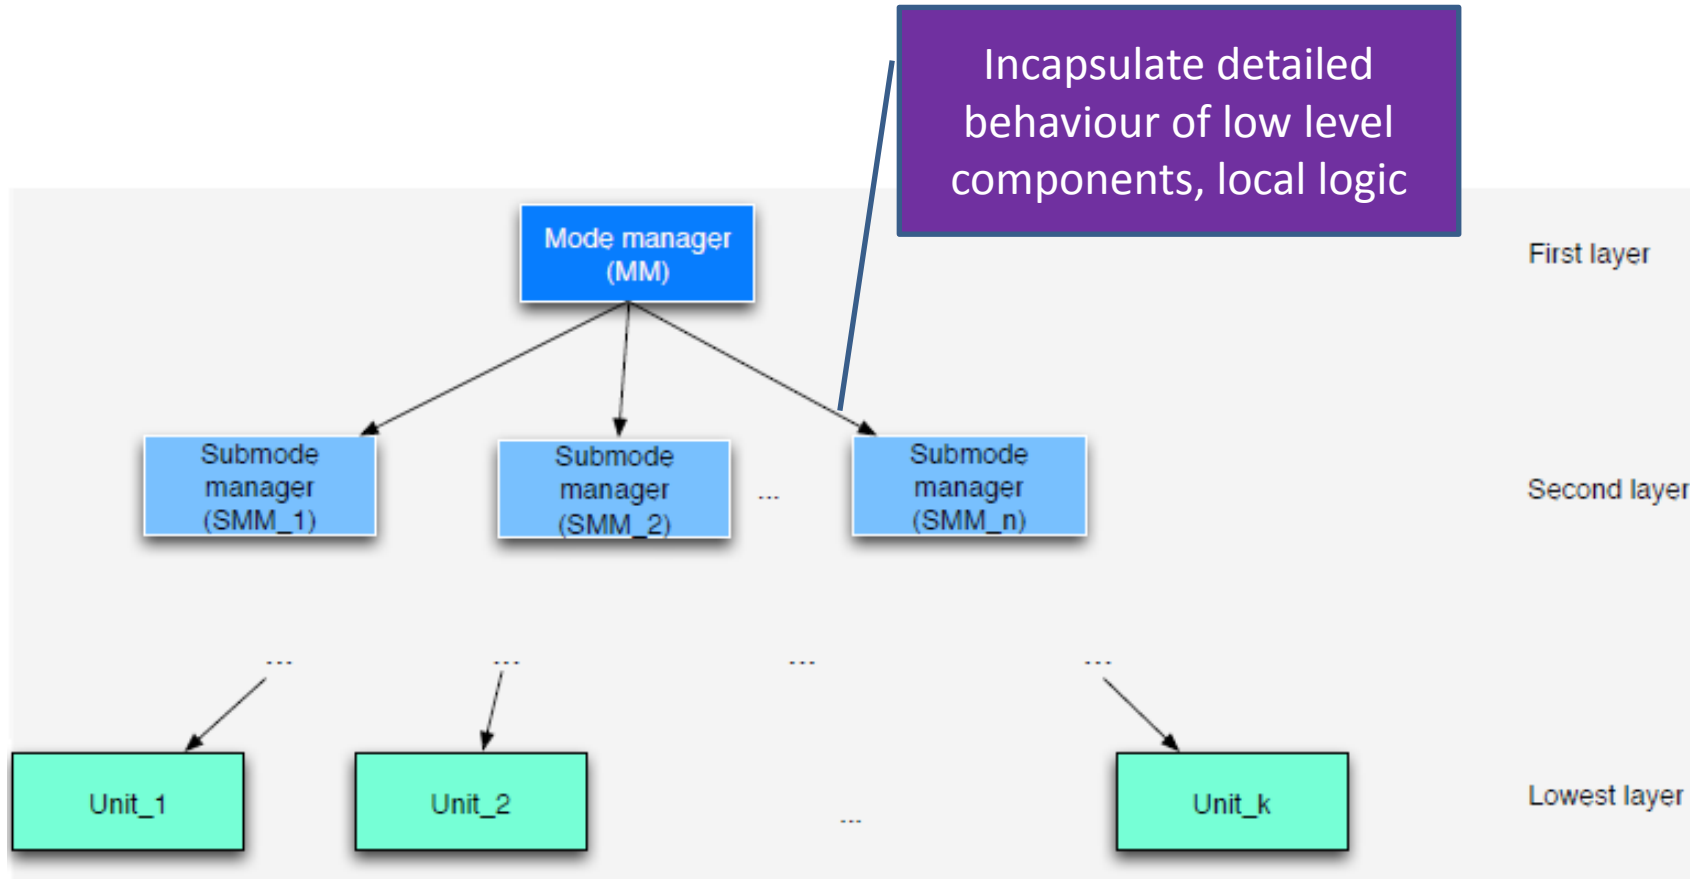 Incapsulate detailed
behaviour of low level
components, local logic
Mode manager
(MM)
First layer
Submode
manager
(SMM_1)
Submode
manager
(SMM_2)
...
Submode
manager
(SMM_n)
Second layer
...
...
...
...
Unit_1
Unit_2
...
Unit_k
Lowest layer